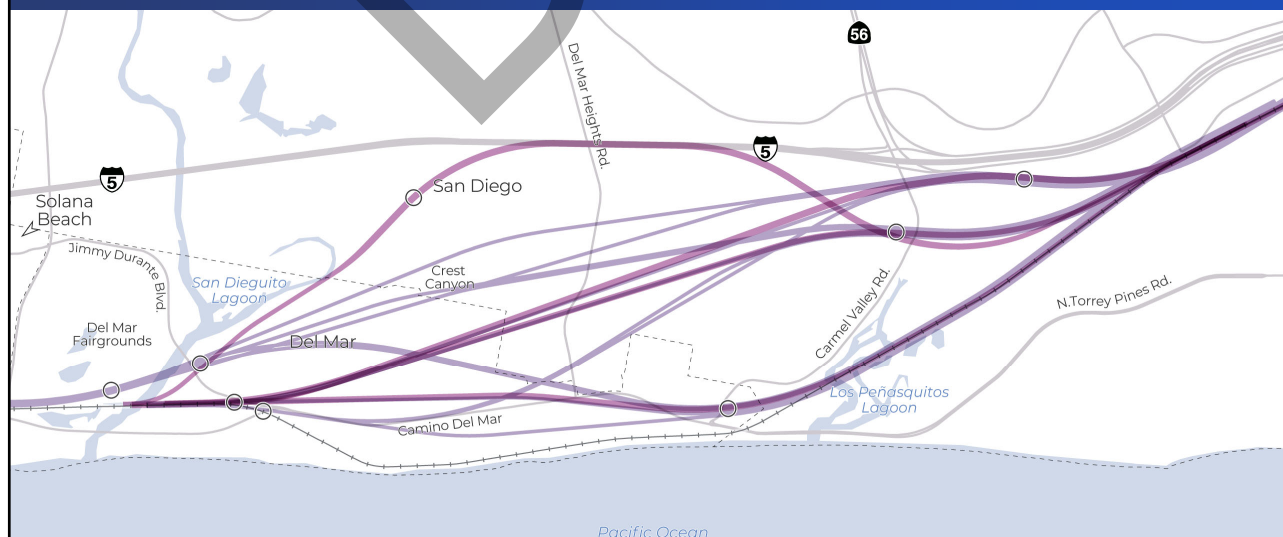 56
Del Mar Heights Rd.
5
5
San Diego
Solana
Beach
Jimmy Durante Blvd.
San Dieguito
Lagoon
Crest
Canyon
Carmel Valley Rd.
N.Torrey Pines Rd.
Del Mar
Fairgrounds
Del Mar
Los Peñasquitos
Lagoon
Camino Del Mar
Pacific Ocean